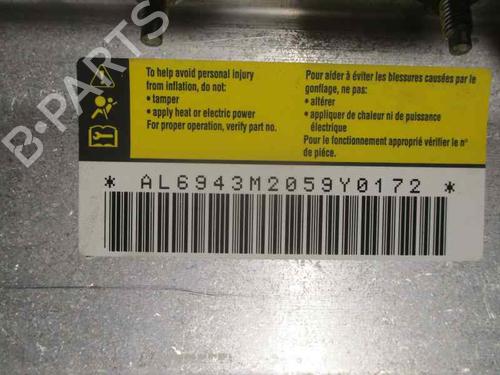 To help avoid personal injury
from inflation, do not:
• tamper
• apply heat or electric power
For proper operation, verify part no.
Pour aider à éviter les blessures causées par le
gonflage, ne pas:
• altérer
• appliquer de chaleur ni de puissance
électrique
Pour le fonctionnement approprié vérifier le n°
de piéce.
* AL6943M2059Y0172 *
B-PARTS